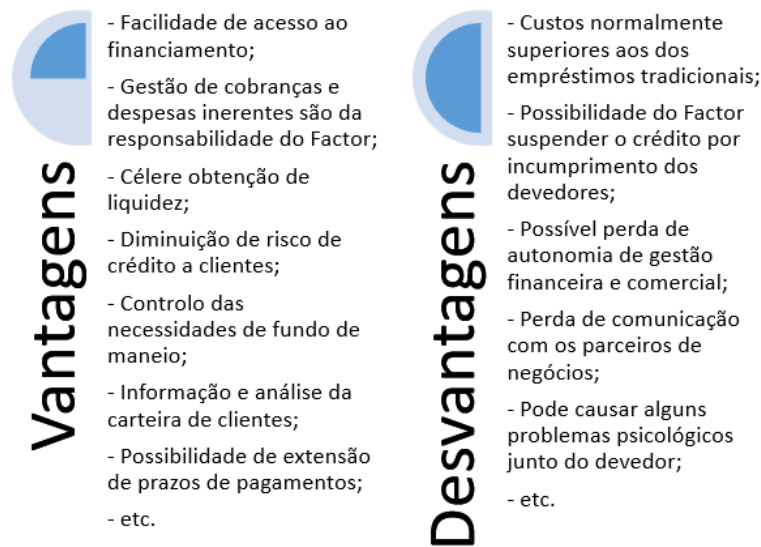 Vantagens
- Facilidade de acesso ao
financiamento;
- Gestão de cobranças e
despesas inerentes são da
responsabilidade do Factor;
- Célere obtenção de
liquidez;
- Diminuição de risco de
crédito a clientes;
- Controlo das
necessidades de fundo de
maneio;
- Informação e análise da
carteira de clientes;
- Possibilidade de extensão
de prazos de pagamentos;
- etc.
Desvantagens
- Custos normalmente
superiores aos dos
empréstimos tradicionais;
- Possibilidade do Factor
suspender o crédito por
incumprimento dos
devedores;
- Possível perda de
autonomia de gestão
financeira e comercial;
- Perda de comunicação
com os parceiros de
negócios;
- Pode causar alguns
problemas psicológicos
junto do devedor;
- etc.